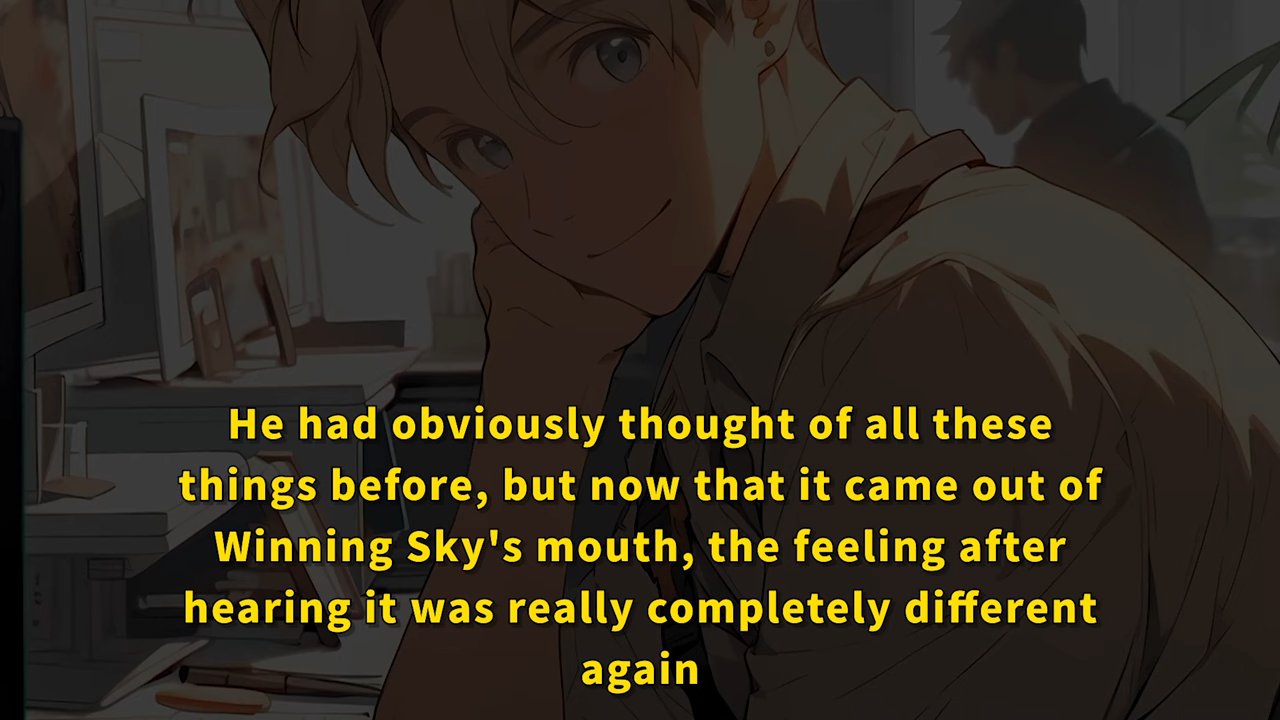 He had obviously thought of all these
things before, but now that it came out of
Winning Sky's mouth, the feeling after
hearing it was really completely different
again